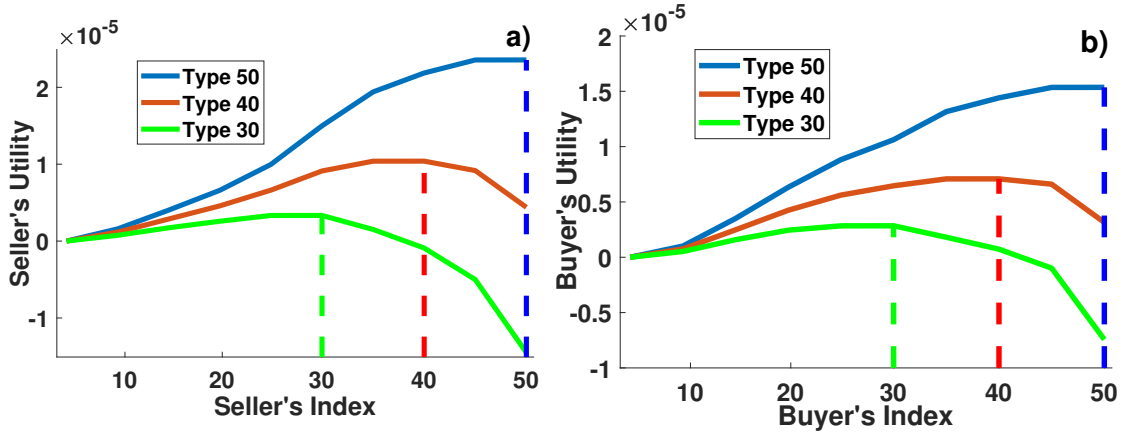 ×10⁻⁵
a)
Type 50
Type 40
Type 30
2
1
0
-1
Seller's Utility
10 20 30 40 50
Seller's Index
×10⁻⁵
b)
Type 50
Type 40
Type 30
2
1.5
1
0.5
0
-0.5
-1
Buyer's Utility
10 20 30 40 50
Buyer's Index